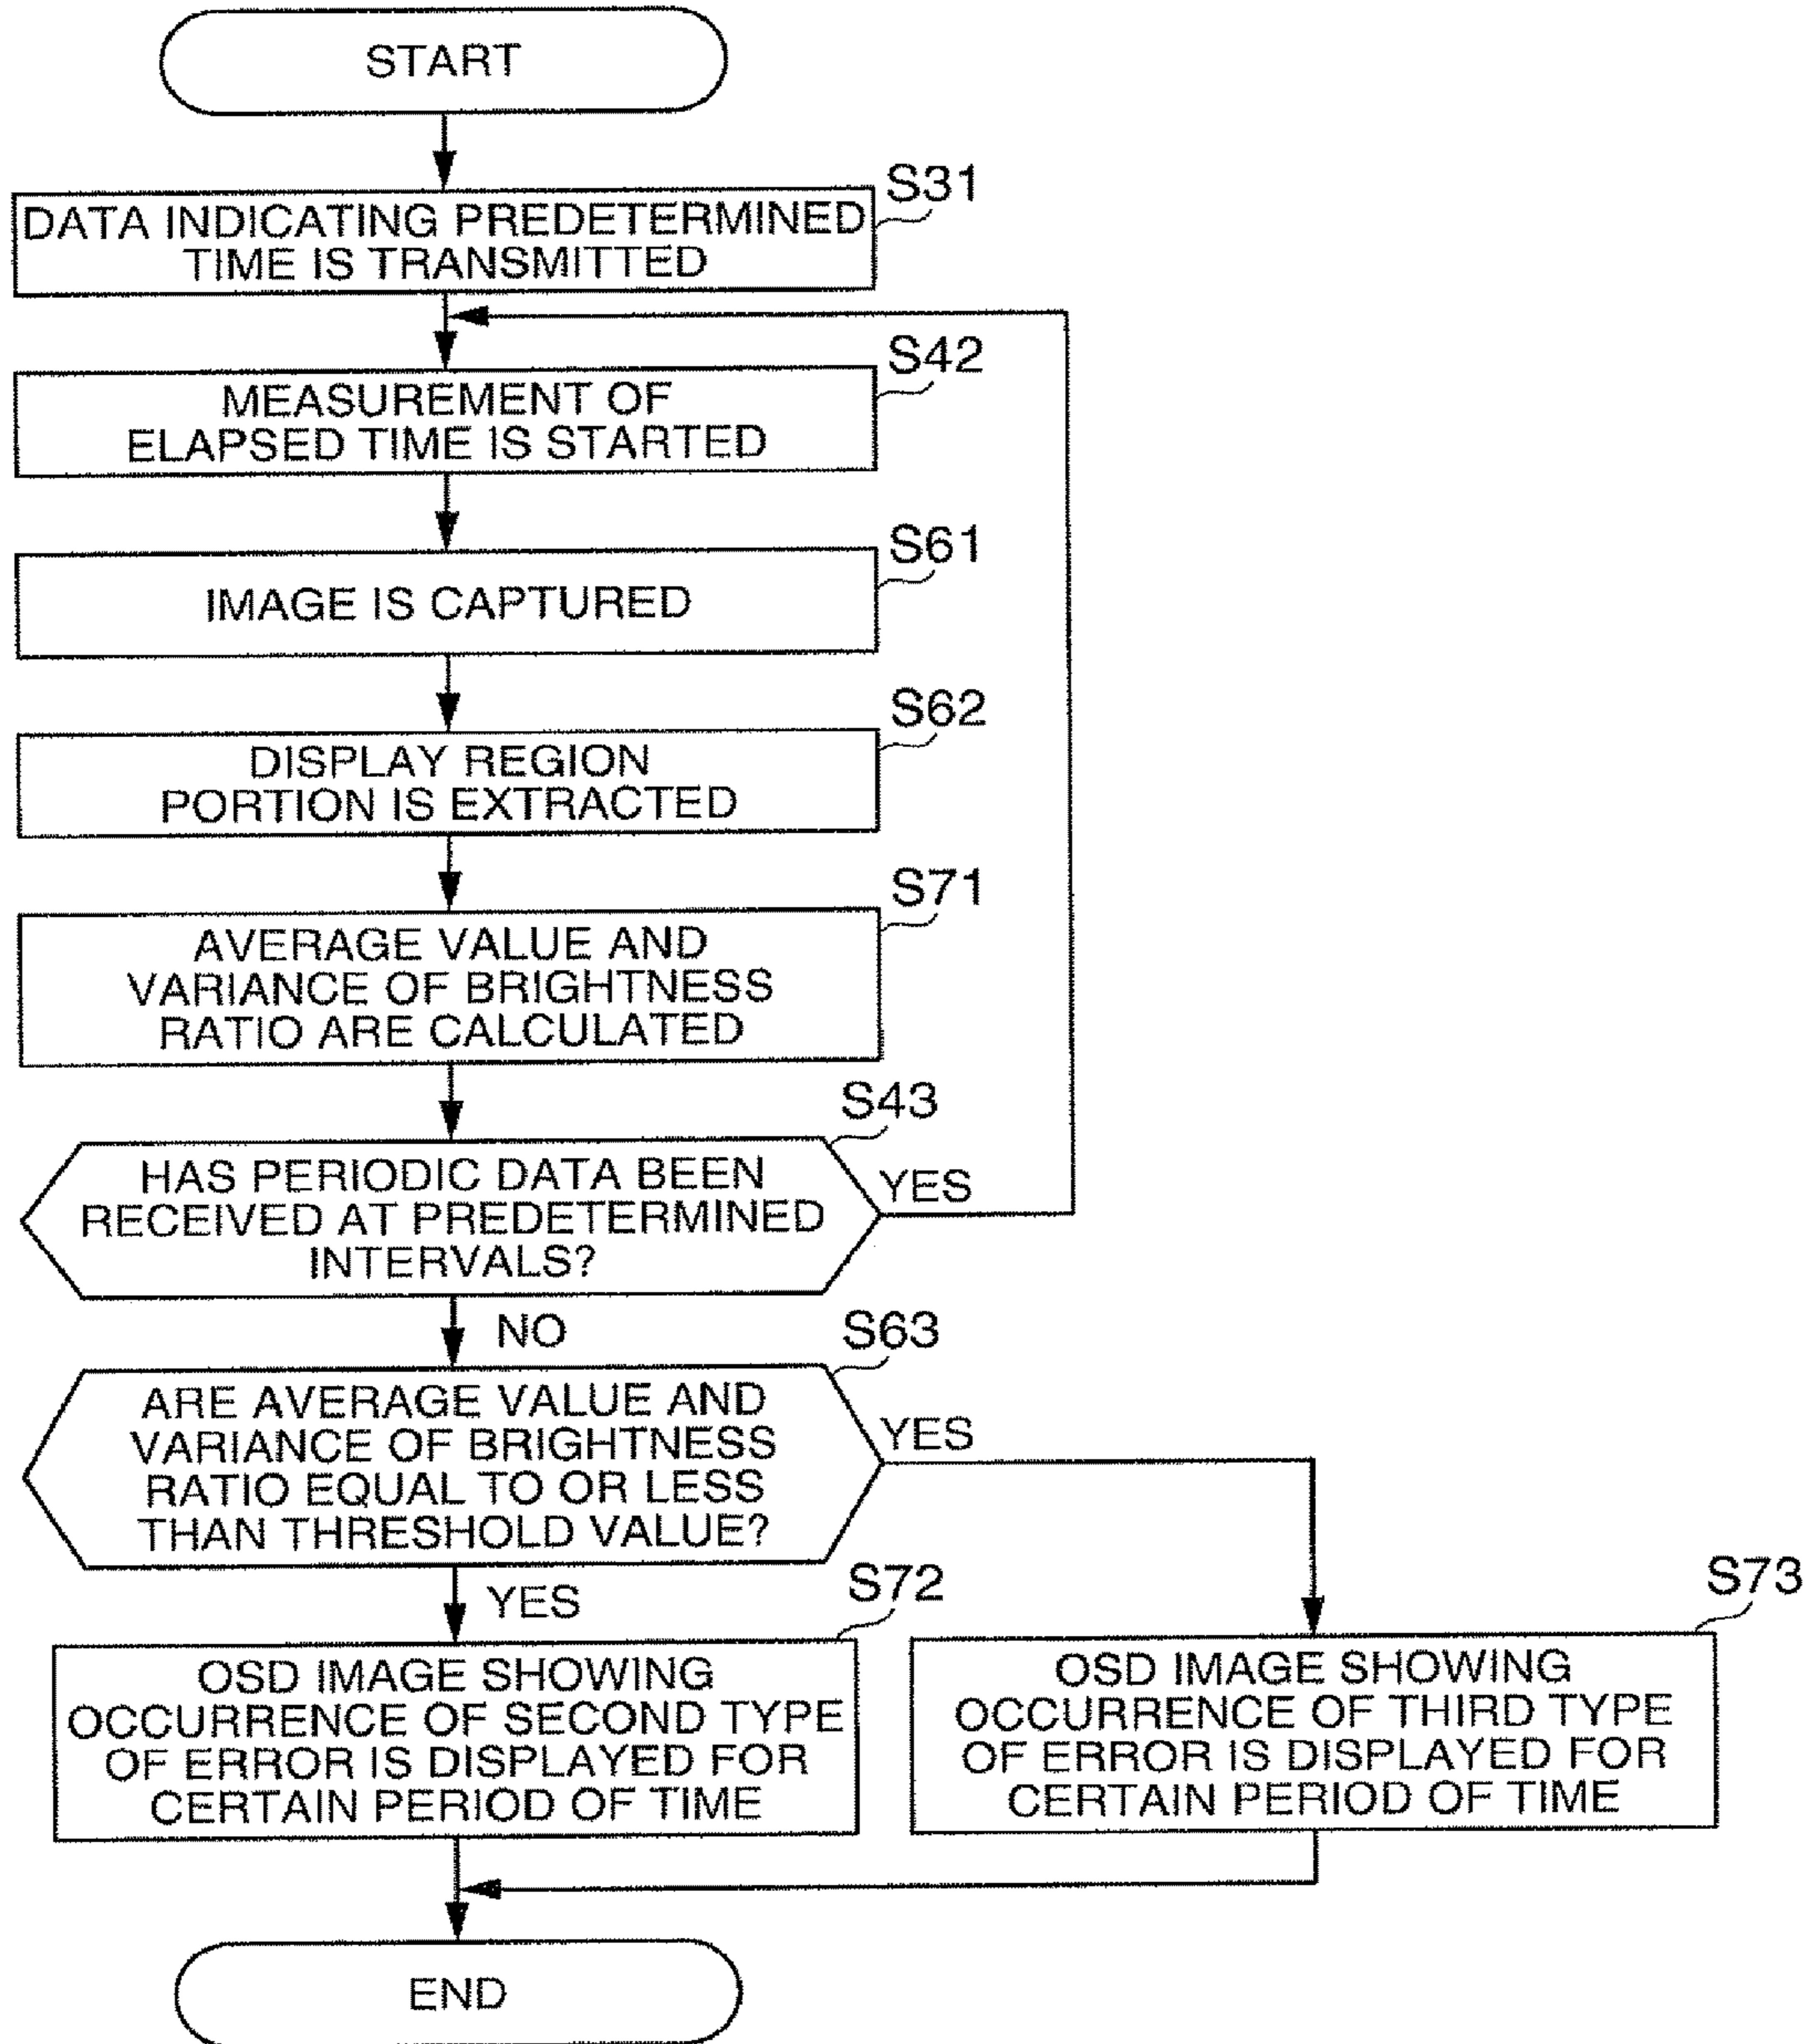 START
S31
DATA INDICATING PREDETERMINED
TIME IS TRANSMITTED
S42
MEASUREMENT OF
ELAPSED TIME IS STARTED
S61
IMAGE IS CAPTURED
S62
DISPLAY REGION
PORTION IS EXTRACTED
S71
AVERAGE VALUE AND
VARIANCE OF BRIGHTNESS
RATIO ARE CALCULATED
S43
HAS PERIODIC DATA BEEN
RECEIVED AT PREDETERMINED
INTERVALS?
YES
NO
S63
ARE AVERAGE VALUE AND
VARIANCE OF BRIGHTNESS
RATIO EQUAL TO OR LESS
THAN THRESHOLD VALUE?
YES
YES
S72
OSD IMAGE SHOWING
OCCURRENCE OF SECOND TYPE
OF ERROR IS DISPLAYED FOR
CERTAIN PERIOD OF TIME
S73
OSD IMAGE SHOWING
OCCURRENCE OF THIRD TYPE
OF ERROR IS DISPLAYED FOR
CERTAIN PERIOD OF TIME
END